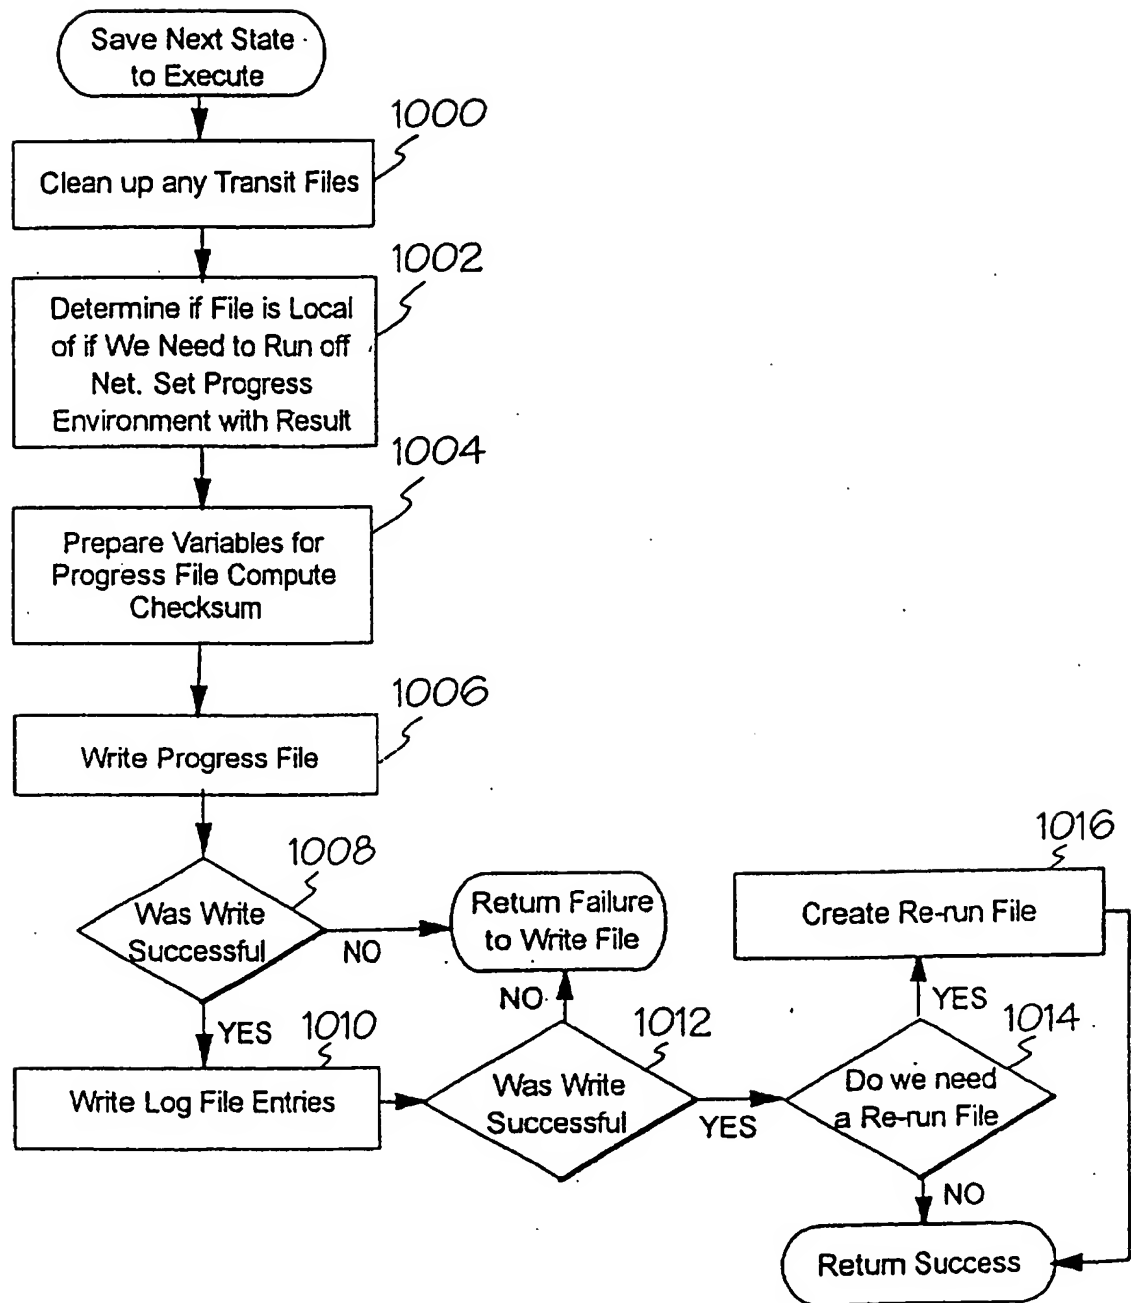 Save Next State
to Execute
1000
Clean up any Transit Files
1002
Determine if File is Local
of if We Need to Run off
Net. Set Progress
Environment with Result
1004
Prepare Variables for
Progress File Compute
Checksum
1006
Write Progress File
1008
Was Write
Successful
NO
Return Failure
to Write File
1016
Create Re-run File
YES
1010
Write Log File Entries
NO
1012
Was Write
Successful
YES
YES
1014
Do we need
a Re-run File
NO
Return Success